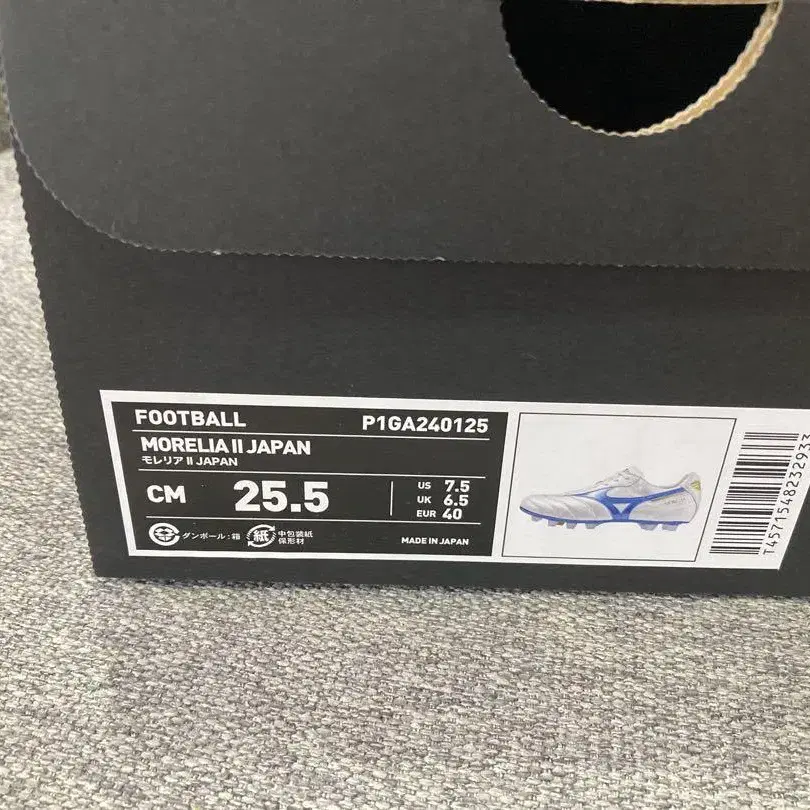 FOOTBALL P1GA240125
MORELIA II JAPAN
モレリア II JAPAN
CM 25.5
US 7.5
UK 6.5
EUR 40
ダンボール : 箱
紙
中包装紙
保形材
MADE IN JAPAN
T4571548232933